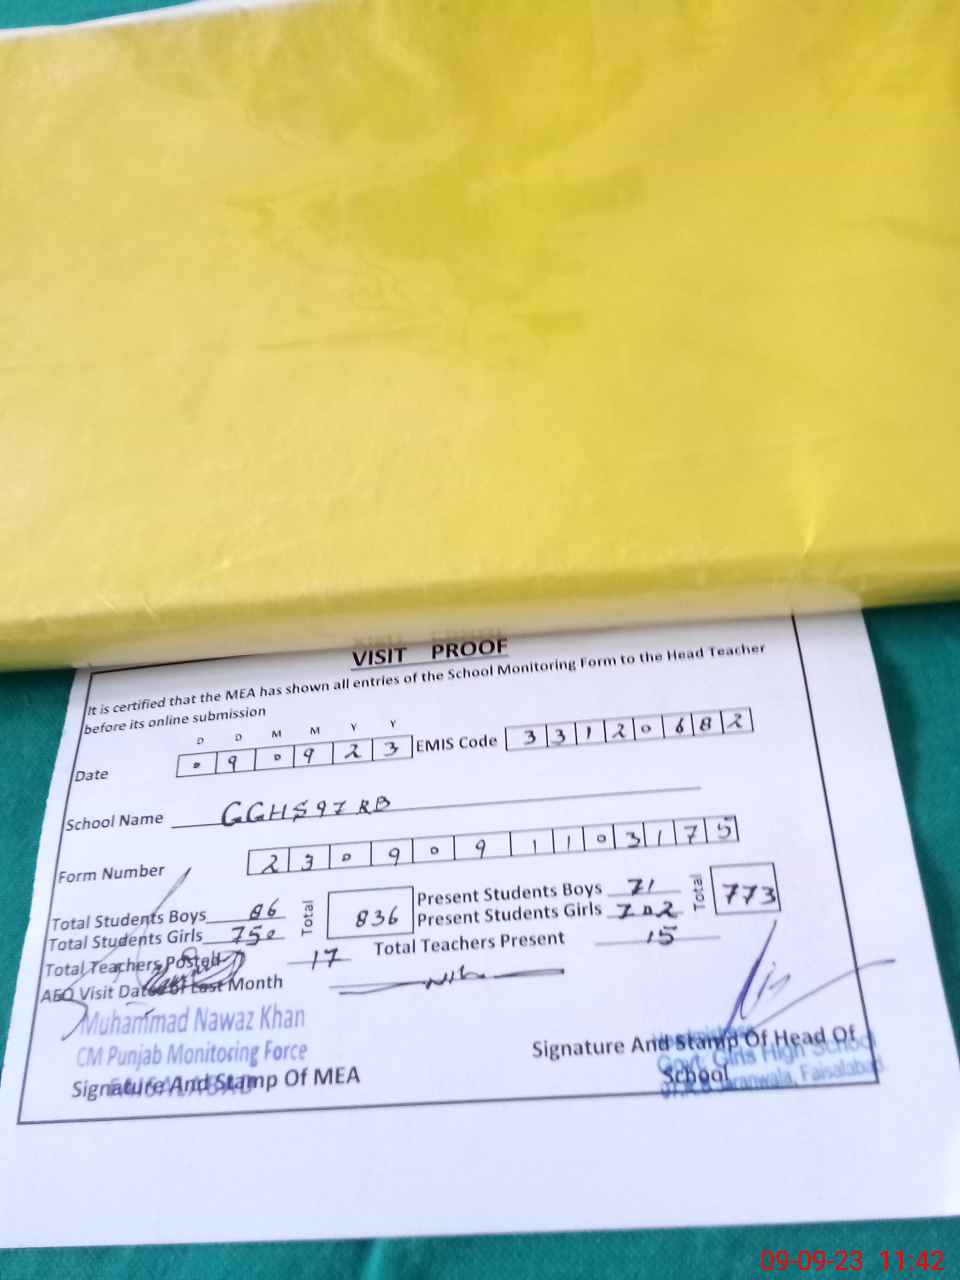 VISIT PROOF
It is certified that the MEA has shown all entries of the School Monitoring Form to the Head Teacher
before its online submission
D D M M Y Y
Date 0 9 0 9 2 3 EMIS Code 3 3 1 2 0 6 8 2
School Name GGHS 97 RB
Form Number 2 3 0 9 0 9 1 1 0 3 1 7 5
Total Students Boys 86 Total 836 Present Students Boys 71 Total 773
Total Students Girls 750 Present Students Girls 702
Total Teachers Posted 17 Total Teachers Present 15
AEO Visit Dates of Last Month Nil
Muhammad Nawaz Khan
CM Punjab Monitoring Force
FAISALABAD
Signature And Stamp Of MEA
Signature And Stamp Of Head Of
School
Govt. Girls High School
Jaranwala, Faisalabad
09-09-23 11:42